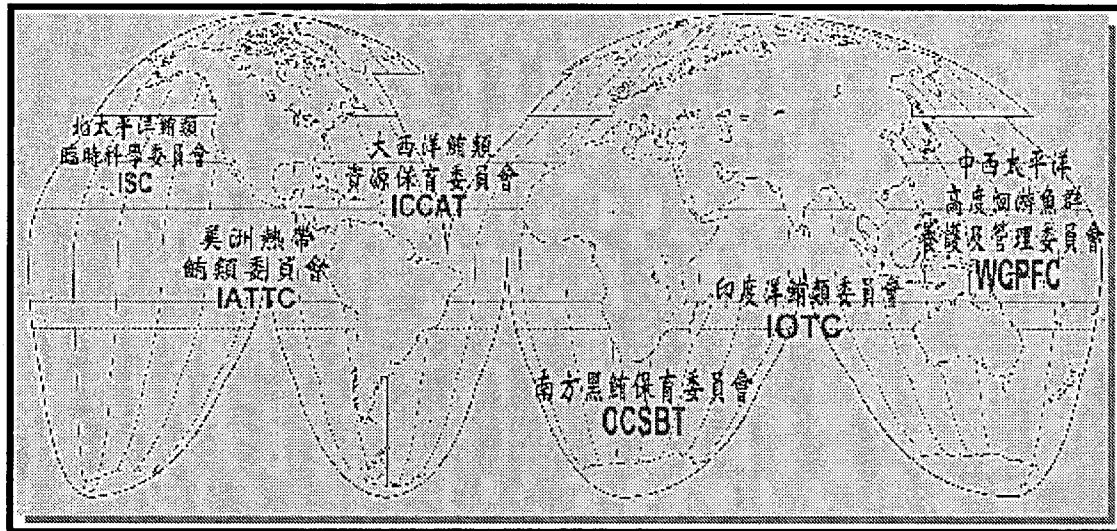 北太平洋鮪類
臨時科學委員會
ISC
大西洋鮪類
資源保育委員會
ICCAT
美洲熱帶
鮪類委員會
IATTC
中西太平洋
高度洄游魚群
養護及管理委員會
WCPFC
印度洋鮪類委員會
IOTC
南方黑鮪保育委員會
CCSBT